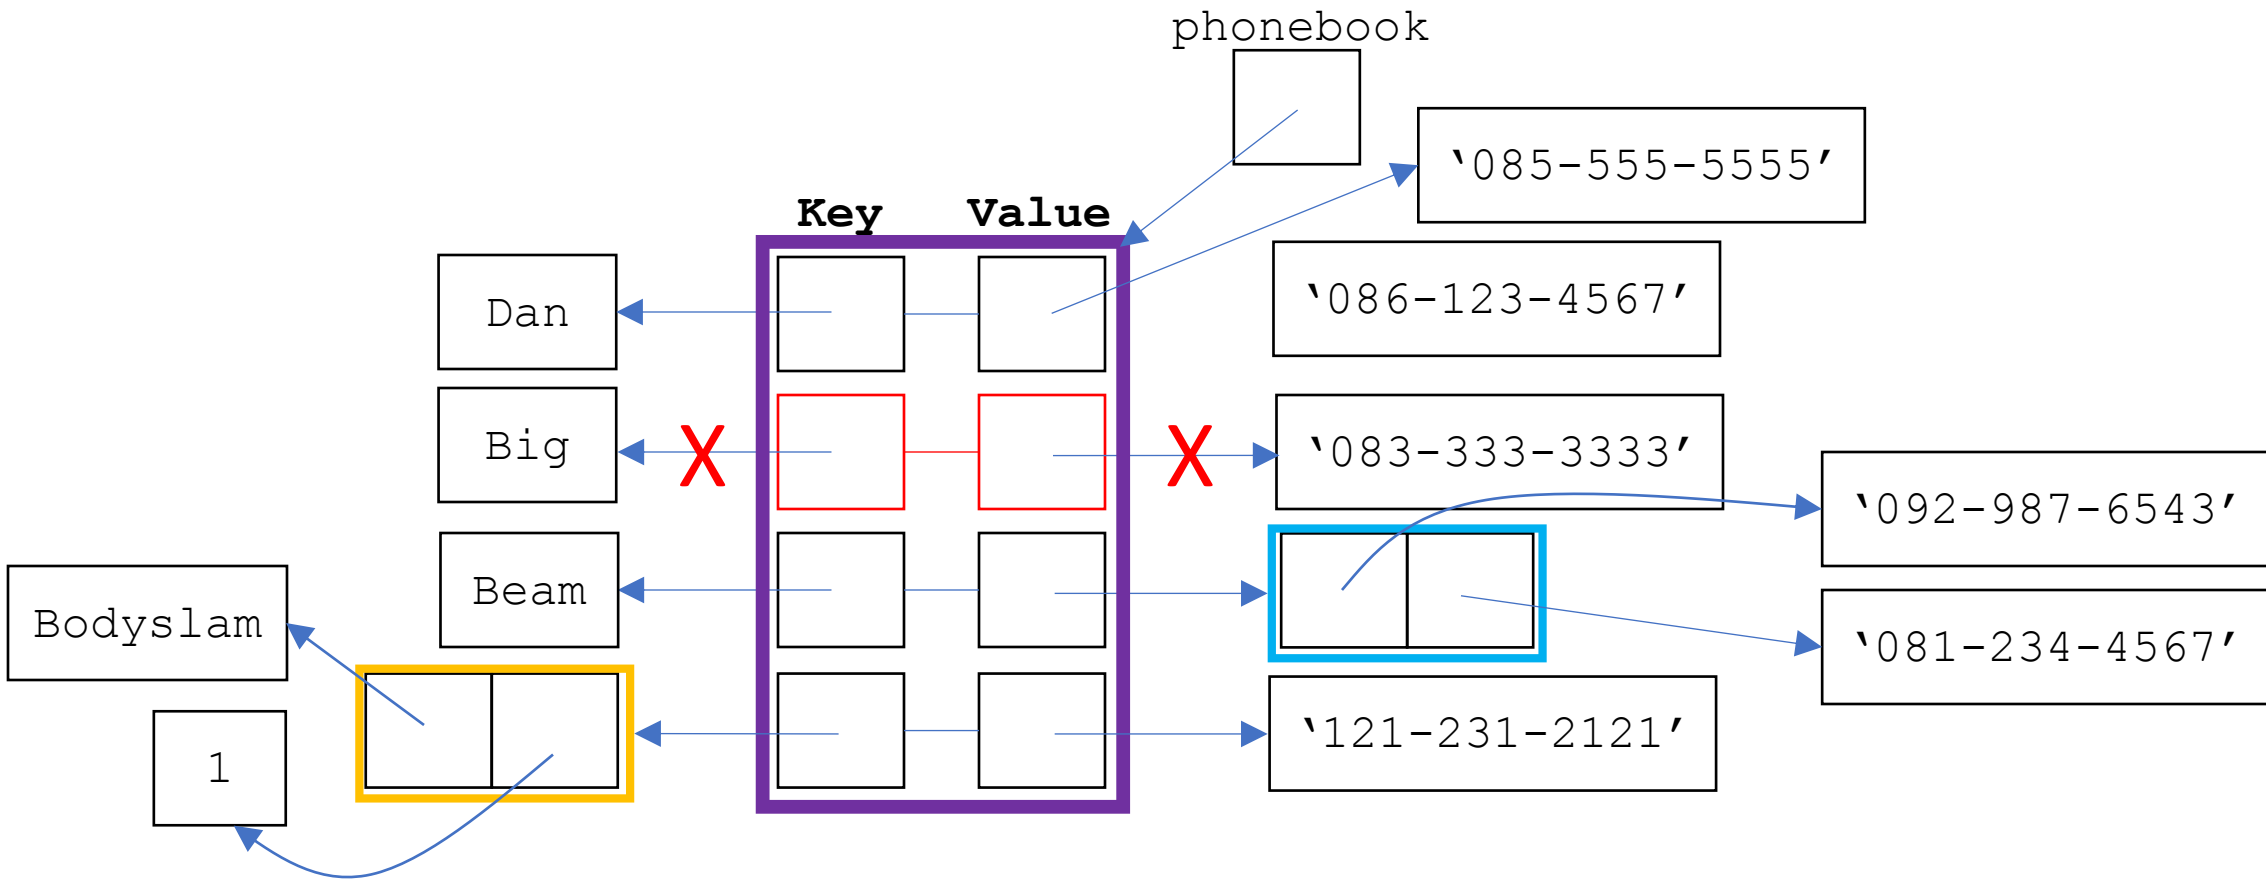 phonebook
‘085-555-5555’
Key Value
Dan
‘086-123-4567’
Big
X
X
‘083-333-3333’
‘092-987-6543’
Beam
Bodyslam
‘081-234-4567’
1
‘121-231-2121’